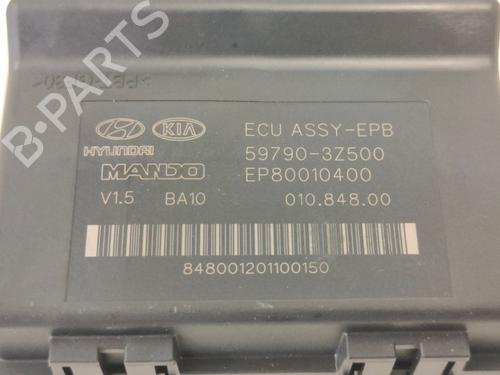 B-PARTS
KIA ECU ASSY-EPB
HYUNDAI 59790-3Z500
MANDO EP80010400
V1.5 BA10 010.848.00
848001201100150